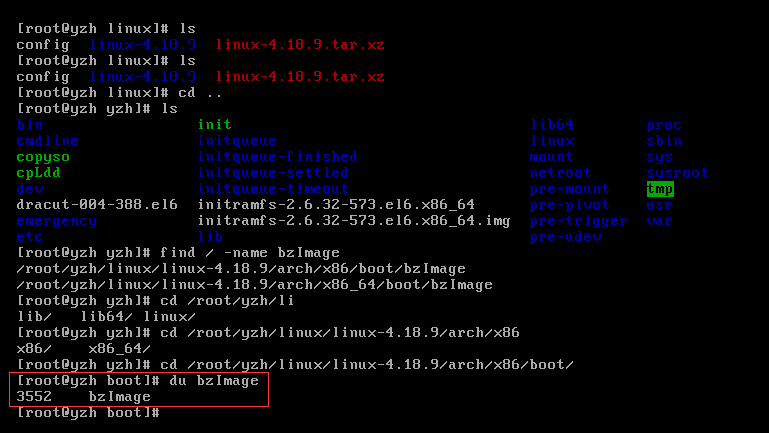 [root@yzh linux]# ls
config  linux-4.18.9  linux-4.18.9.tar.xz
[root@yzh linux]# ls
config  linux-4.18.9  linux-4.18.9.tar.xz
[root@yzh linux]# cd ..
[root@yzh yzh]# ls
bin                   init                                 lib64        proc
cmdline               initqueue                            linux        sbin
copyso                initqueue-finished                   mount        sys
cpLdd                 initqueue-settled                    netroot      sysroot
dev                   initqueue-timeout                    pre-mount    tmp
dracut-004-388.el6    initramfs-2.6.32-573.el6.x86_64      pre-pivot    usr
emergency             initramfs-2.6.32-573.el6.x86_64.img  pre-trigger  var
etc                   lib                                  pre-udev
[root@yzh yzh]# find / -name bzImage
/root/yzh/linux/linux-4.18.9/arch/x86/boot/bzImage
/root/yzh/linux/linux-4.18.9/arch/x86_64/boot/bzImage
[root@yzh yzh]# cd /root/yzh/li
lib/   lib64/ linux/
[root@yzh yzh]# cd /root/yzh/linux/linux-4.18.9/arch/x86
x86/    x86_64/
[root@yzh yzh]# cd /root/yzh/linux/linux-4.18.9/arch/x86/boot/
[root@yzh boot]# du bzImage
3552    bzImage
[root@yzh boot]#